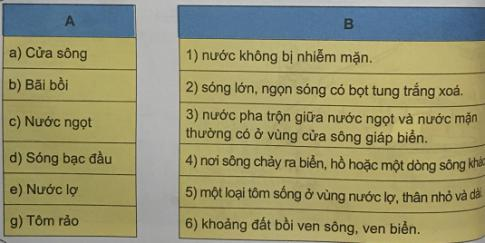 A
a) Cửa sông
b) Bãi bồi
c) Nước ngọt
d) Sóng bạc đầu
e) Nước lợ
g) Tôm rảo
B
1) nước không bị nhiễm mặn.
2) sóng lớn, ngọn sóng có bọt tung trắng xoá.
3) nước pha trộn giữa nước ngọt và nước mặn
thường có ở vùng cửa sông giáp biển.
4) nơi sông chảy ra biển, hồ hoặc một dòng sông khác
5) một loại tôm sống ở vùng nước lợ, thân nhỏ và dài.
6) khoảng đất bồi ven sông, ven biển.